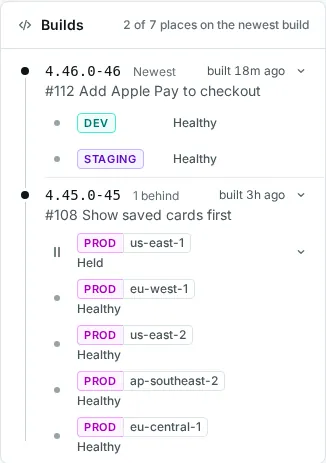 Builds 2 of 7 places on the newest build
4.46.0-46 Newest built 18m ago
#112 Add Apple Pay to checkout
DEV Healthy
STAGING Healthy
4.45.0-45 1 behind built 3h ago
#108 Show saved cards first
PROD us-east-1
Held
PROD eu-west-1
Healthy
PROD us-east-2
Healthy
PROD ap-southeast-2
Healthy
PROD eu-central-1
Healthy